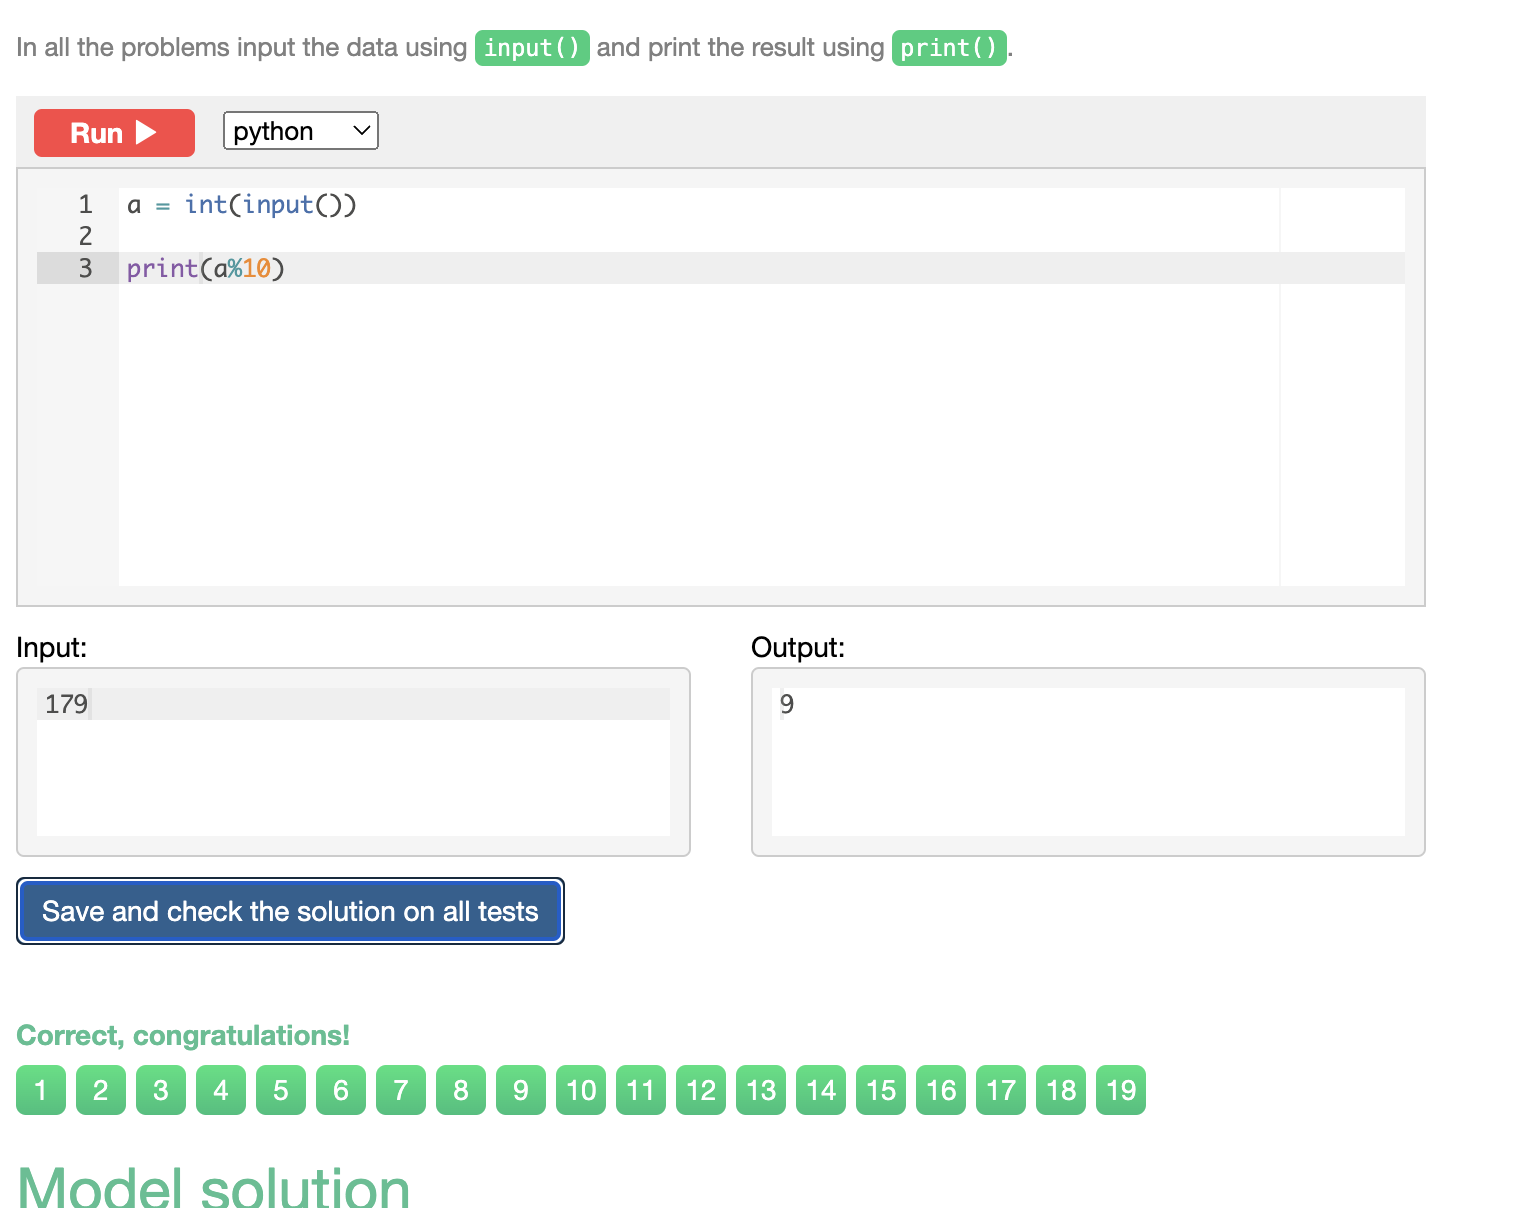 In all the problems input the data using input() and print the result using print().
Run
python
1 a = int(input())
2
3 print(a%10)
Input:
Output:
179
9
Save and check the solution on all tests
Correct, congratulations!
1 2 3 4 5 6 7 8 9 10 11 12 13 14 15 16 17 18 19
Model solution